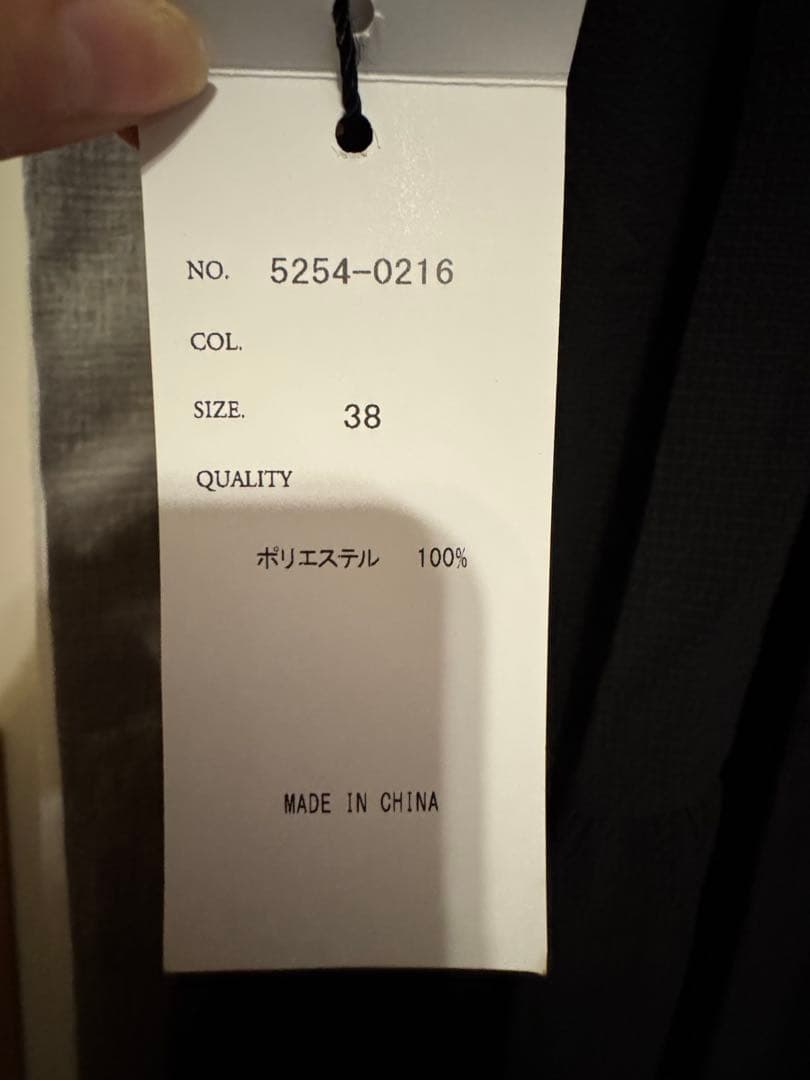 NO. 5254-0216
COL.
SIZE. 38
QUALITY
ポリエステル 100%
MADE IN CHINA